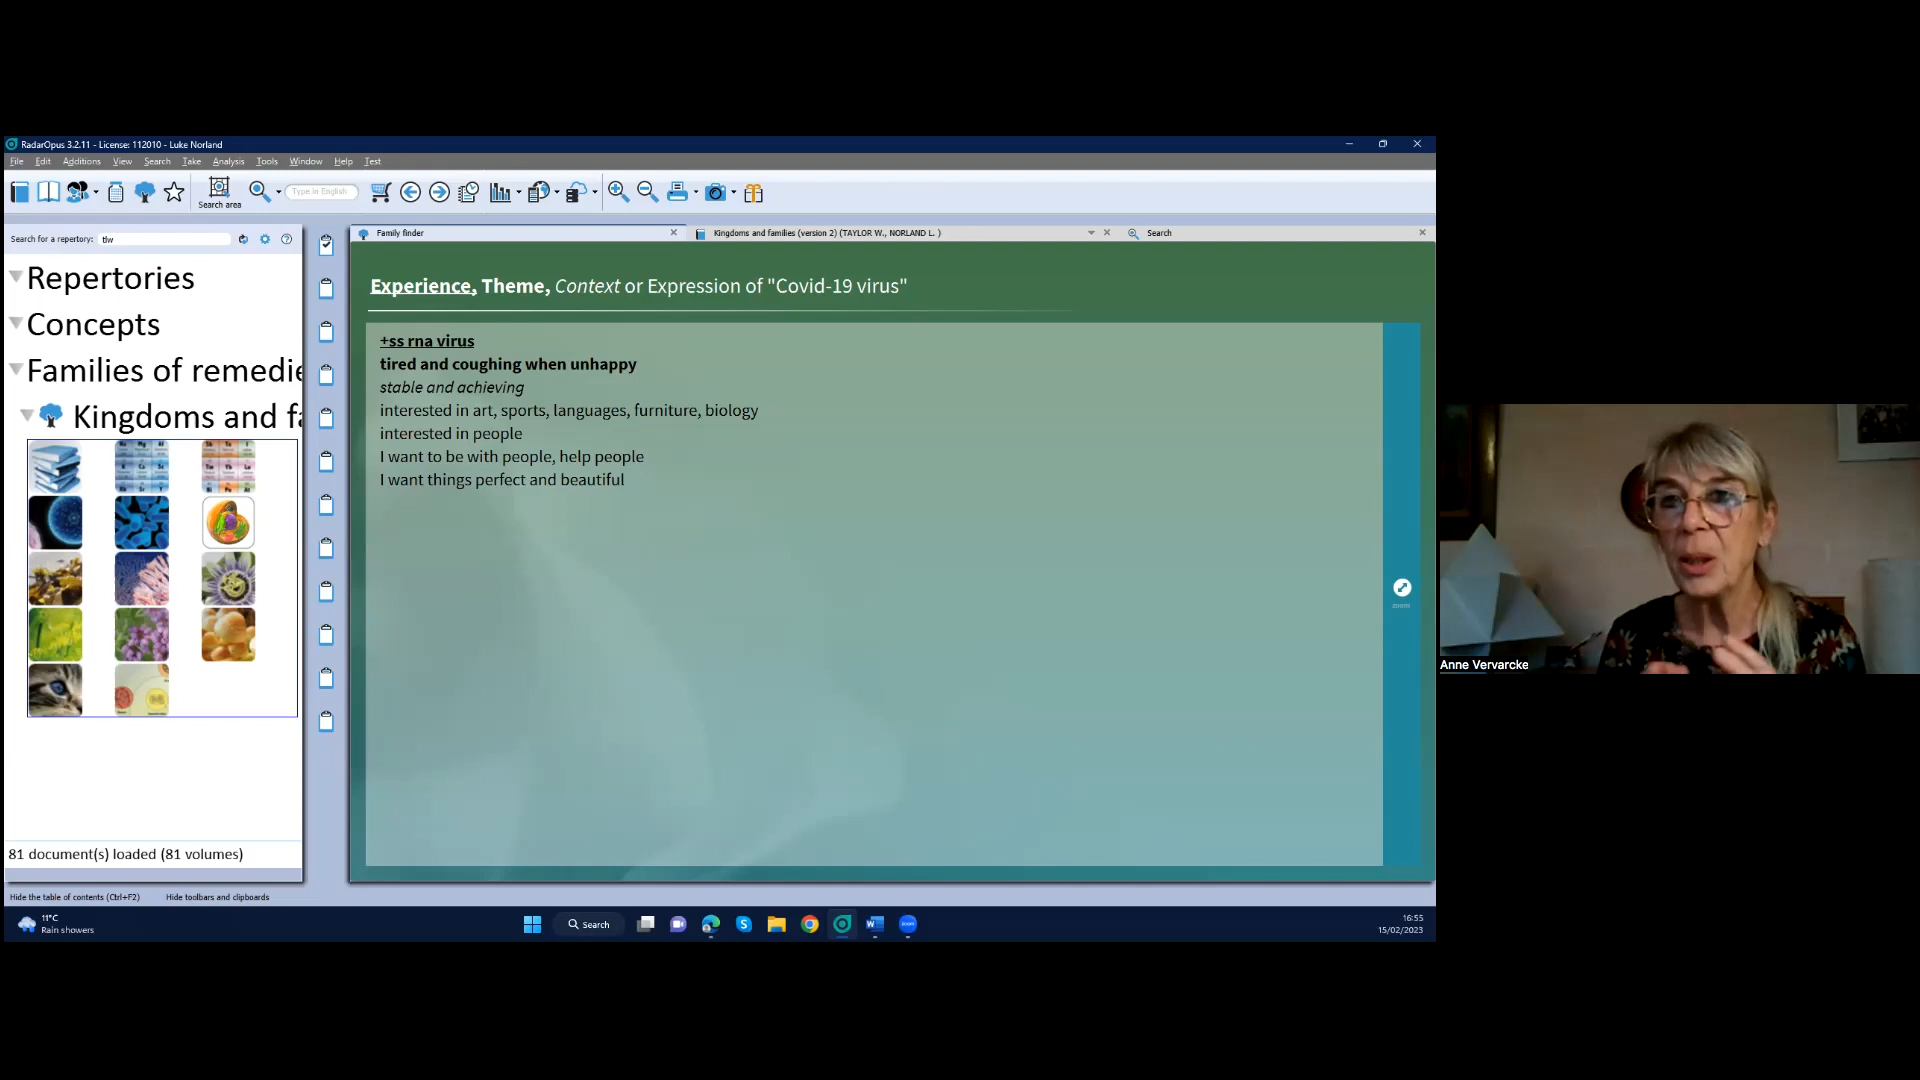 RadarOpus 3.2.11 - License: 112010 - Luke Norland
File Edit Additions View Search Take Analysis Tools Window Help Test
Search area
Type in English
Search for a repertory: tlw
Family finder
Kingdoms and families (version 2) (TAYLOR W., NORLAND L. )
Search
Repertories
Concepts
Families of remedie
Kingdoms and fa
81 document(s) loaded (81 volumes)
Experience, Theme, Context or Expression of "Covid-19 virus"
+ss rna virus
tired and coughing when unhappy
stable and achieving
interested in art, sports, languages, furniture, biology
interested in people
I want to be with people, help people
I want things perfect and beautiful
zoom
Anne Vervarcke
Hide the table of contents (Ctrl+F2) Hide toolbars and clipboards
11°C
Rain showers
Search
16:55
15/02/2023